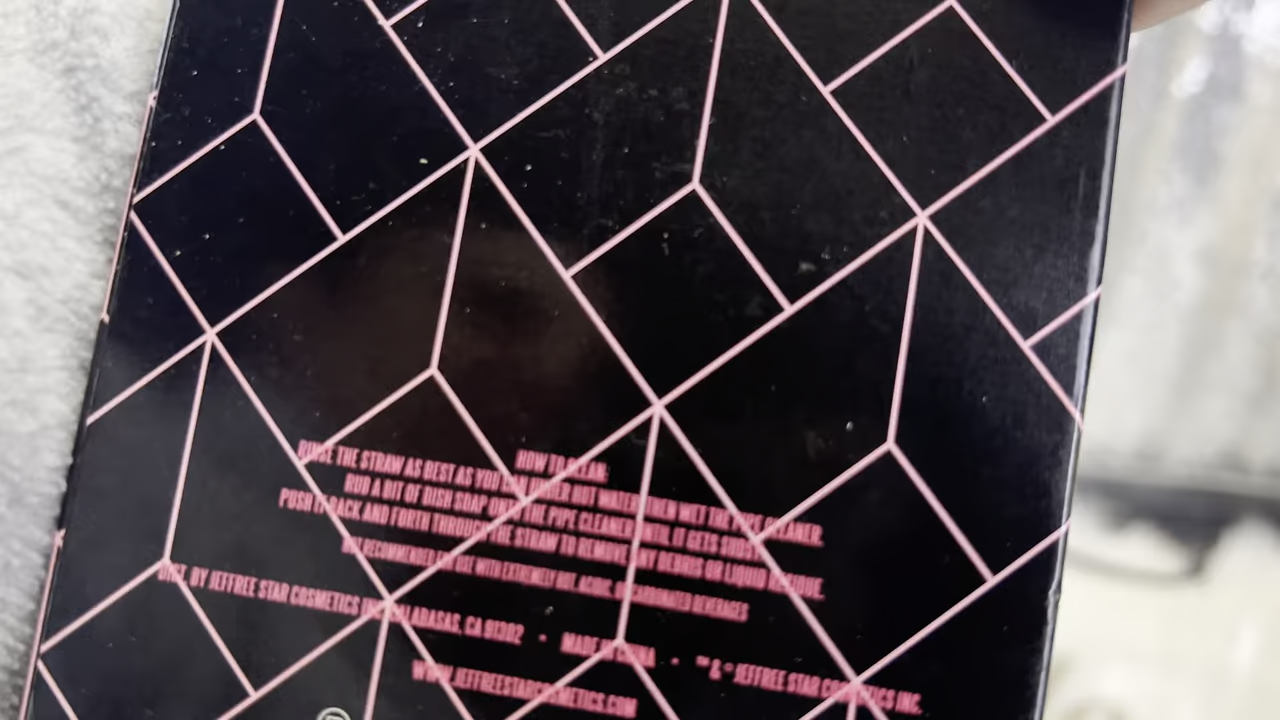 HOW TO CLEAN:
RINSE THE STRAW AS BEST AS YOU CAN UNDER HOT WATER THEN WET THE PIPE CLEANER.
RUB A BIT OF DISH SOAP ONTO THE PIPE CLEANER UNTIL IT GETS SUDSY.
PUSH IT BACK AND FORTH THROUGH THE STRAW TO REMOVE ANY DEBRIS OR LIQUID RESIDUE.
NOT RECOMMENDED FOR USE WITH EXTREMELY HOT, ACIDIC OR CARBONATED BEVERAGES
DIST. BY JEFFREE STAR COSMETICS INC. CALABASAS, CA 91302 • MADE IN CHINA • ™ & © JEFFREE STAR COSMETICS INC.
WWW.JEFFREESTARCOSMETICS.COM